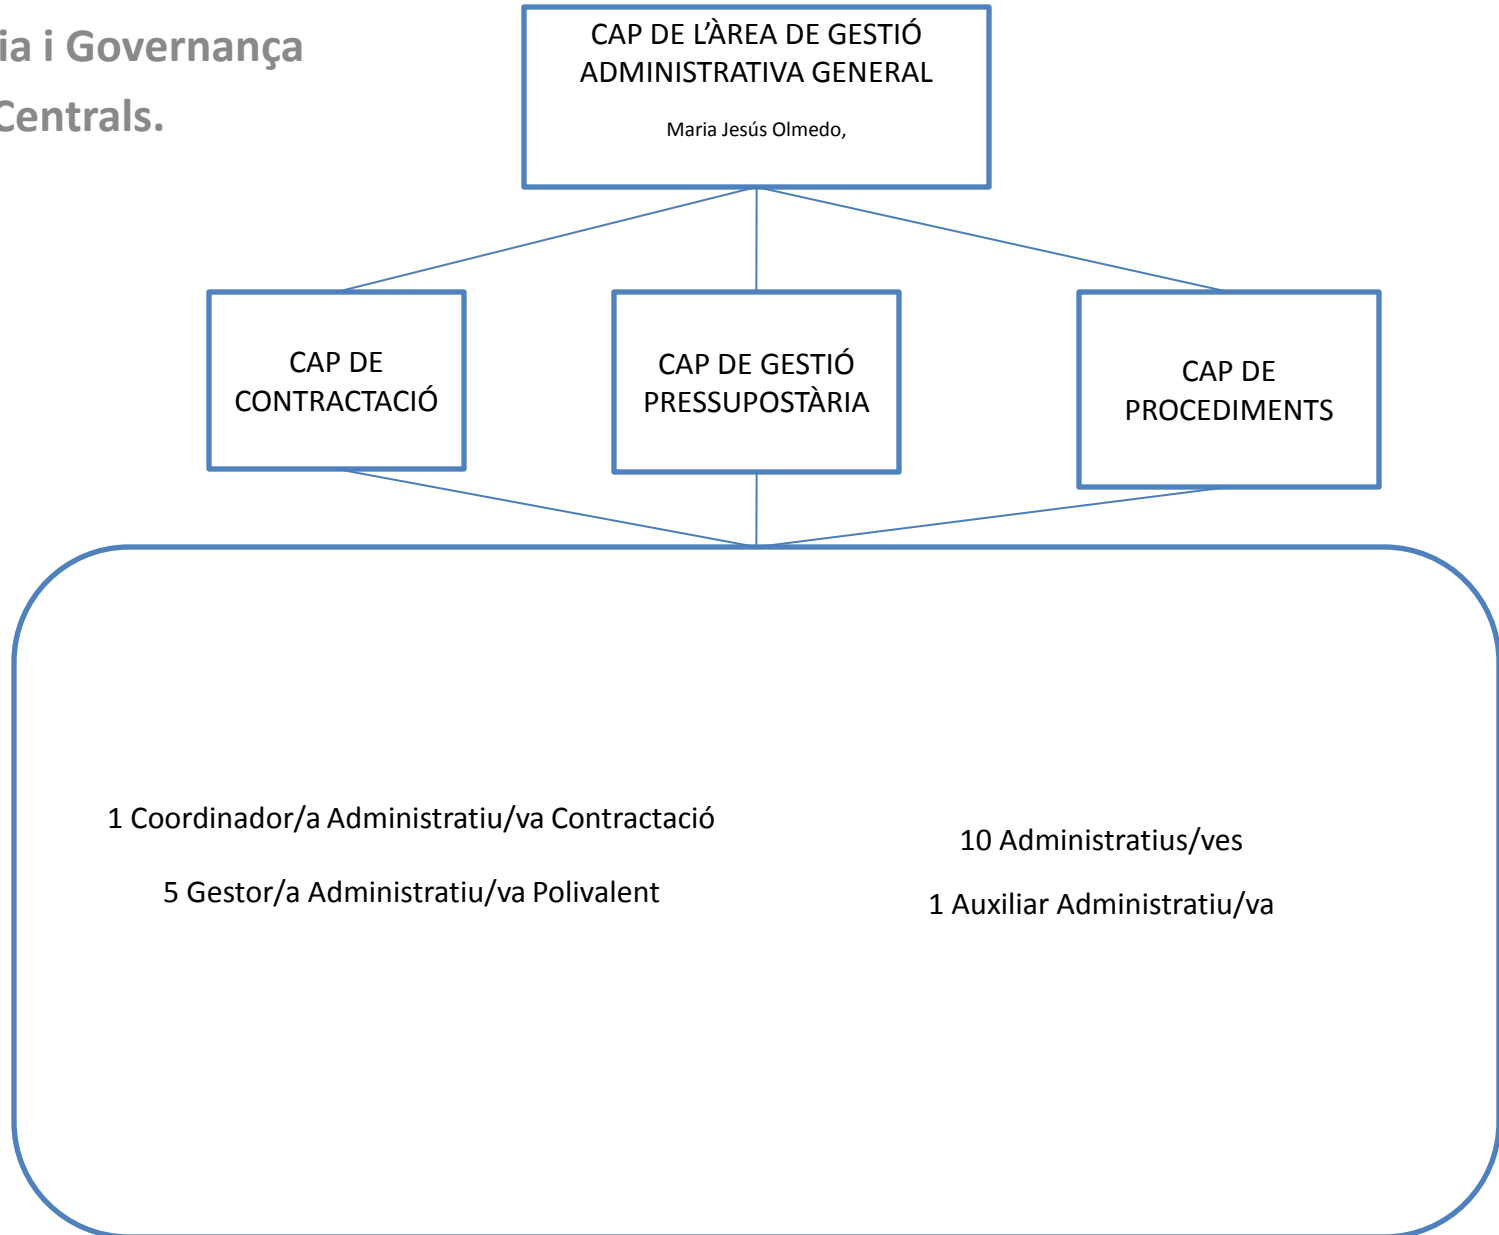 ia i Governança
Centrals.
CAP DE L'ÀREA DE GESTIÓ
ADMINISTRATIVA GENERAL
Maria Jesús Olmedo,
CAP DE
CONTRACTACIÓ
CAP DE GESTIÓ
PRESSUPOSTÀRIA
CAP DE
PROCEDIMENTS
1 Coordinador/a Administratiu/va Contractació
5 Gestor/a Administratiu/va Polivalent
10 Administratius/ves
1 Auxiliar Administratiu/va